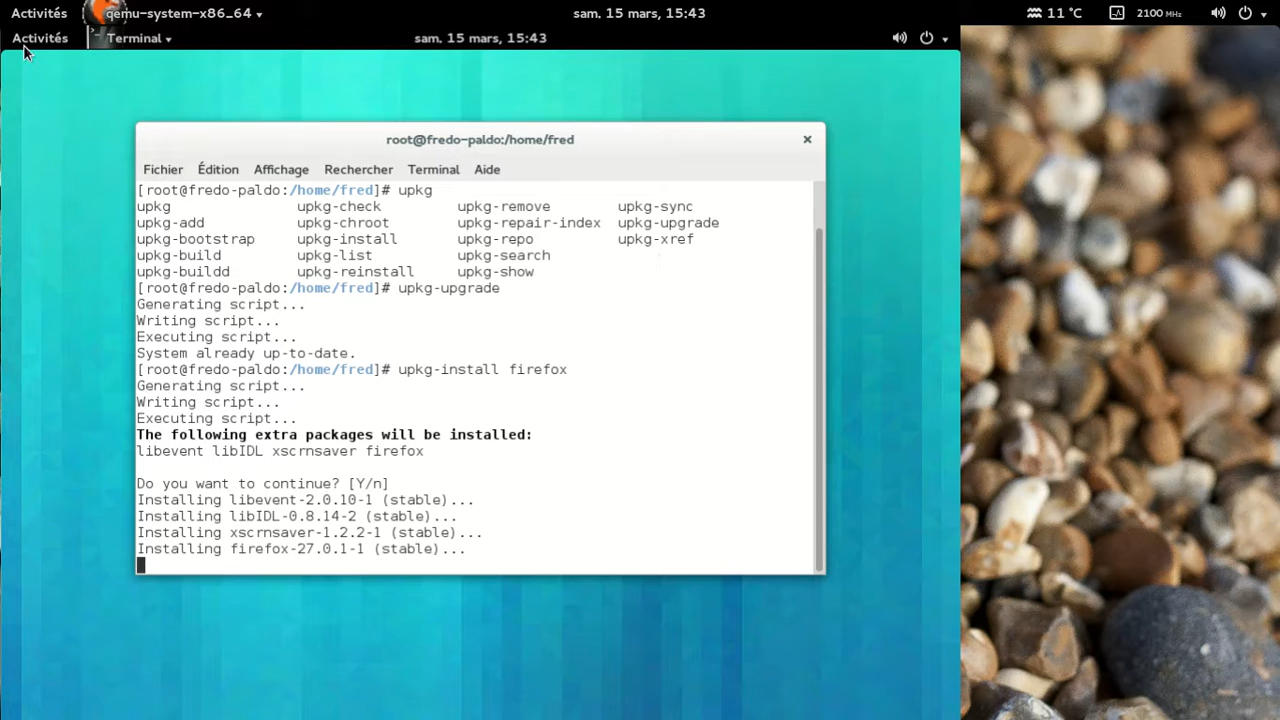 Activités qemu-system-x86_64 sam. 15 mars, 15:43 11 °C 2100 MHz
Activités Terminal sam. 15 mars, 15:43
root@fredo-paldo:/home/fred
Fichier Édition Affichage Rechercher Terminal Aide
[root@fredo-paldo:/home/fred]# upkg
upkg upkg-check upkg-remove upkg-sync
upkg-add upkg-chroot upkg-repair-index upkg-upgrade
upkg-bootstrap upkg-install upkg-repo upkg-xref
upkg-build upkg-list upkg-search
upkg-buildd upkg-reinstall upkg-show
[root@fredo-paldo:/home/fred]# upkg-upgrade
Generating script...
Writing script...
Executing script...
System already up-to-date.
[root@fredo-paldo:/home/fred]# upkg-install firefox
Generating script...
Writing script...
Executing script...
The following extra packages will be installed:
libevent libIDL xscrnsaver firefox
Do you want to continue? [Y/n]
Installing libevent-2.0.10-1 (stable)...
Installing libIDL-0.8.14-2 (stable)...
Installing xscrnsaver-1.2.2-1 (stable)...
Installing firefox-27.0.1-1 (stable)...